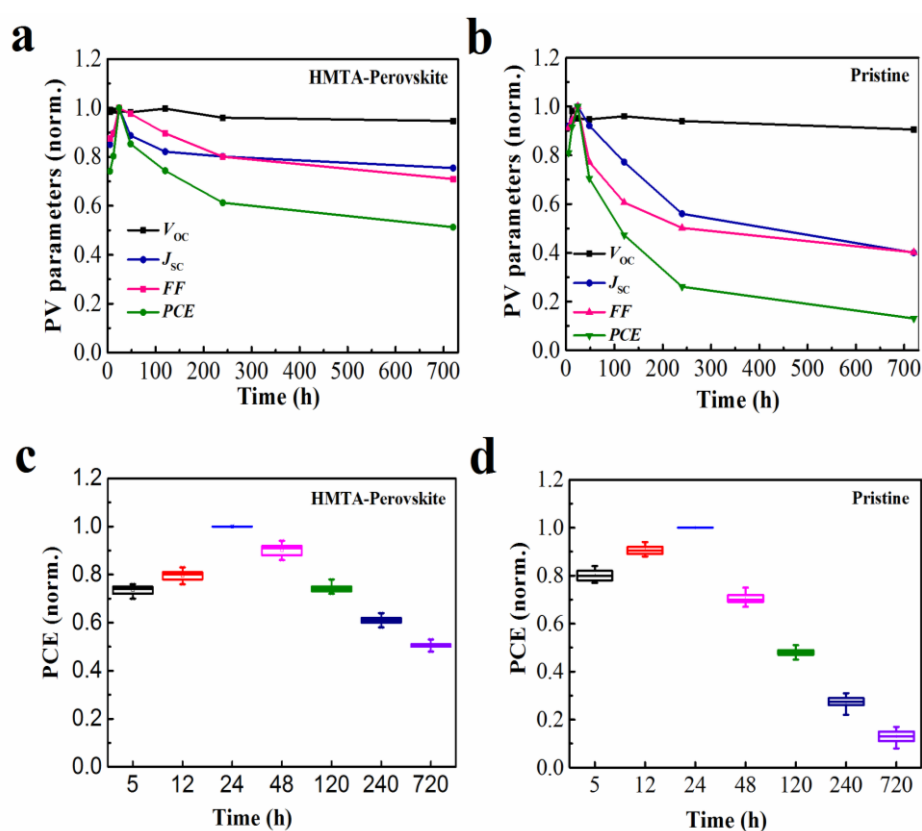 a
HMTA-Perovskite
PV parameters (norm.)
1.2
1.0
0.8
0.6
0.4
0.2
0.0
VOC
JSC
FF
PCE
0 100 200 300 400 500 600 700
Time (h)
b
Pristine
PV parameters (norm.)
1.2
1.0
0.8
0.6
0.4
0.2
0.0
VOC
JSC
FF
PCE
0 100 200 300 400 500 600 700
Time (h)
c
HMTA-Perovskite
PCE (norm.)
1.2
1.0
0.8
0.6
0.4
0.2
0.0
5 12 24 48 120 240 720
Time (h)
d
Pristine
PCE (norm.)
1.2
1.0
0.8
0.6
0.4
0.2
0.0
5 12 24 48 120 240 720
Time (h)